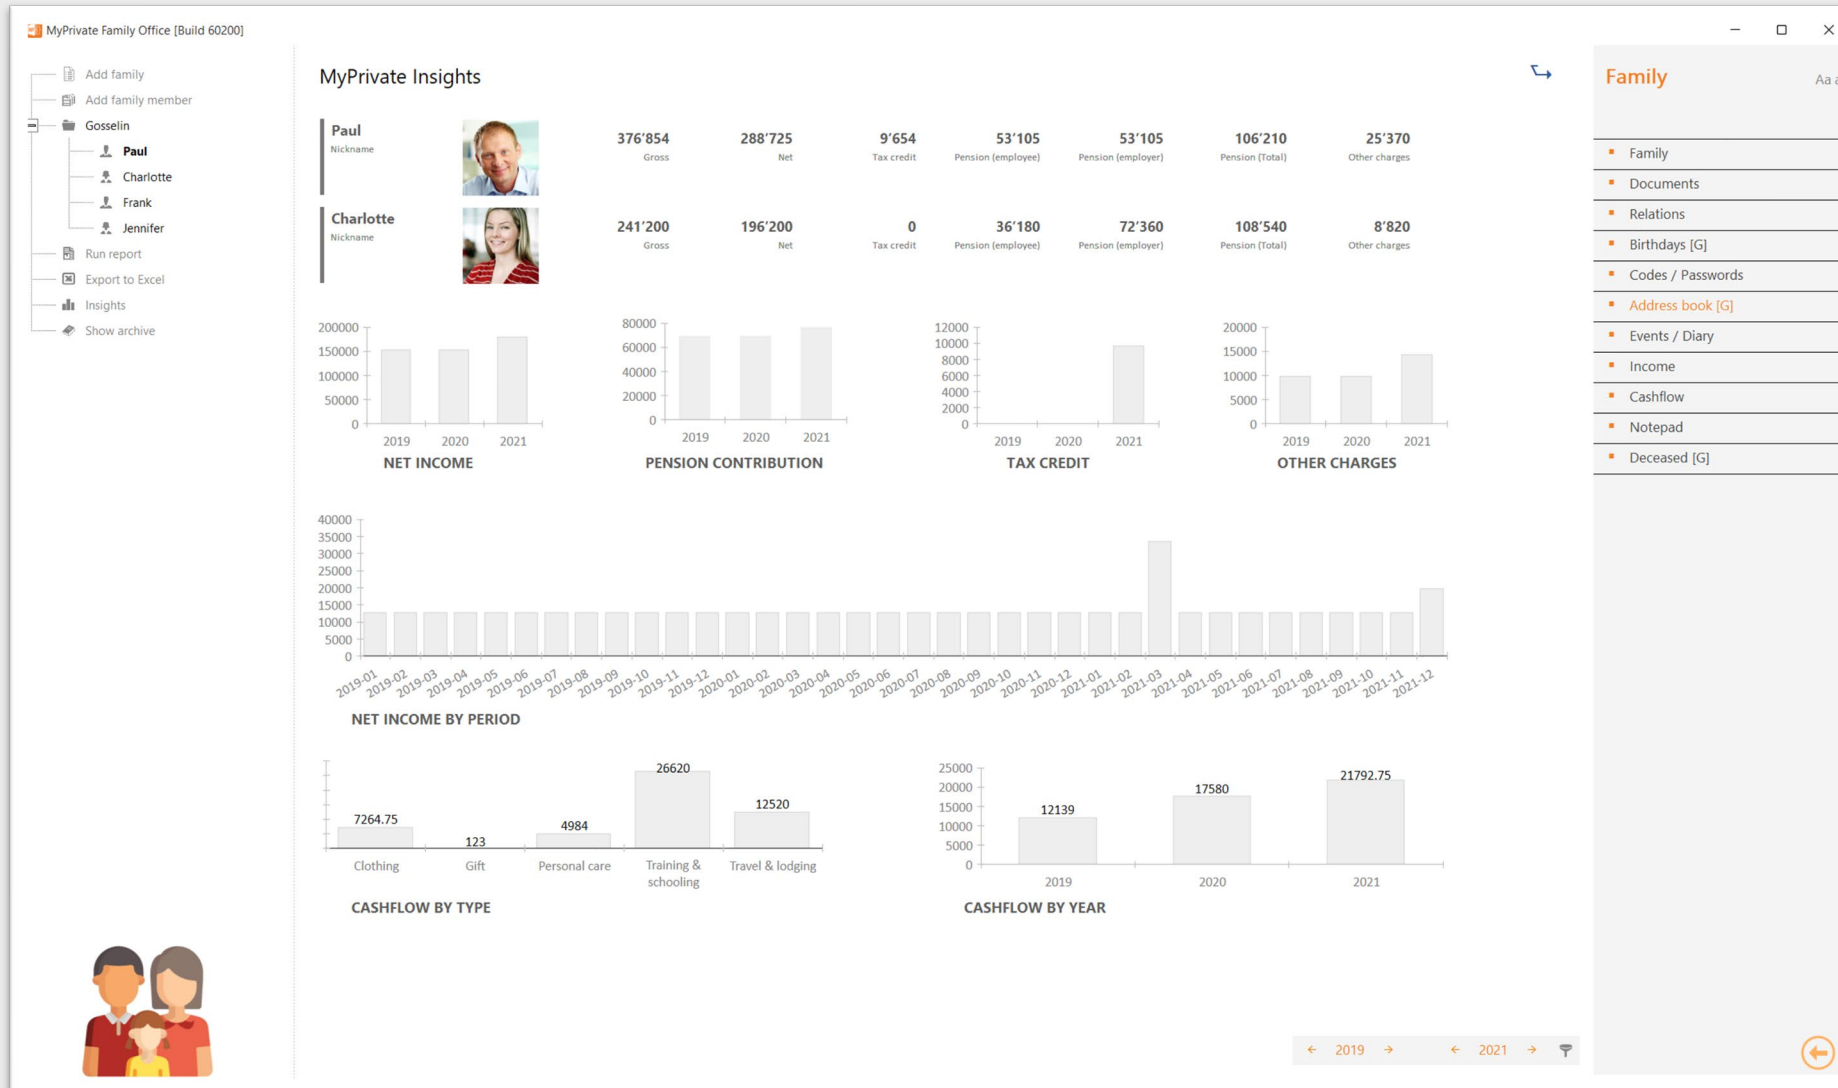 MyPrivate Family Office [Build 60200]
Add family
Add family member
Gosselin
Paul
Charlotte
Frank
Jennifer
Run report
Export to Excel
Insights
Show archive
MyPrivate Insights
Paul
Nickname
376'854 288'725 9'654 53'105 53'105 106'210 25'370
Gross Net Tax credit Pension (employee) Pension (employer) Pension (Total) Other charges
Charlotte
Nickname
241'200 196'200 0 36'180 72'360 108'540 8'820
Gross Net Tax credit Pension (employee) Pension (employer) Pension (Total) Other charges
200000
150000
100000
50000
0
2019 2020 2021
NET INCOME
80000
60000
40000
20000
0
2019 2020 2021
PENSION CONTRIBUTION
12000
10000
8000
6000
4000
2000
0
2019 2020 2021
TAX CREDIT
20000
15000
10000
5000
0
2019 2020 2021
OTHER CHARGES
40000
35000
30000
25000
20000
15000
10000
5000
0
2019-01 2019-02 2019-03 2019-04 2019-05 2019-06 2019-07 2019-08 2019-09 2019-10 2019-11 2019-12 2020-01 2020-02 2020-03 2020-04 2020-05 2020-06 2020-07 2020-08 2020-09 2020-10 2020-11 2020-12 2021-01 2021-02 2021-03 2021-04 2021-05 2021-06 2021-07 2021-08 2021-09 2021-10 2021-11 2021-12
NET INCOME BY PERIOD
7264.75 123 4984 26620 12520
Clothing Gift Personal care Training & schooling Travel & lodging
CASHFLOW BY TYPE
25000
20000
15000
10000
5000
0
12139 17580 21792.75
2019 2020 2021
CASHFLOW BY YEAR
← 2019 → ← 2021 →
Family
Aa a
Family
Documents
Relations
Birthdays [G]
Codes / Passwords
Address book [G]
Events / Diary
Income
Cashflow
Notepad
Deceased [G]